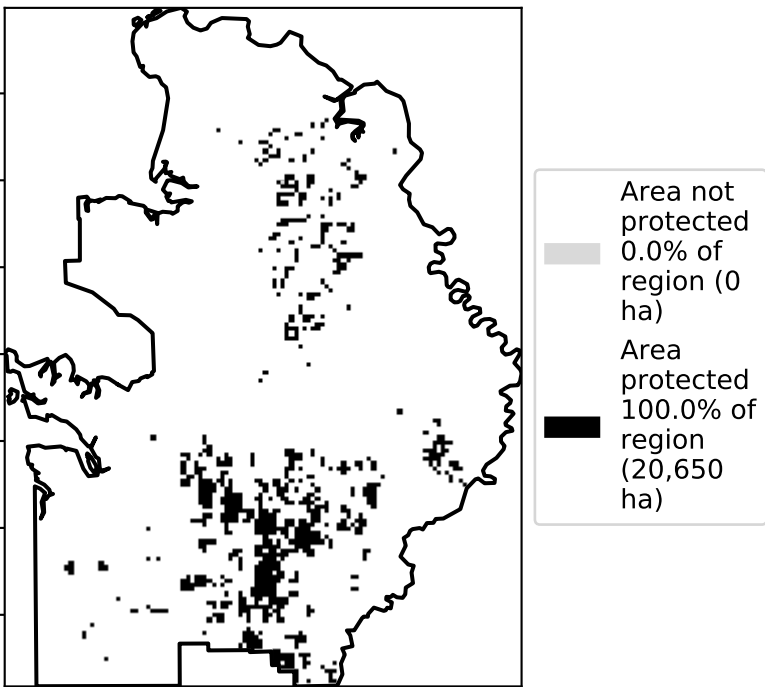 Area not
protected
0.0% of
region (0
ha)
Area
protected
100.0% of
region
(20,650
ha)